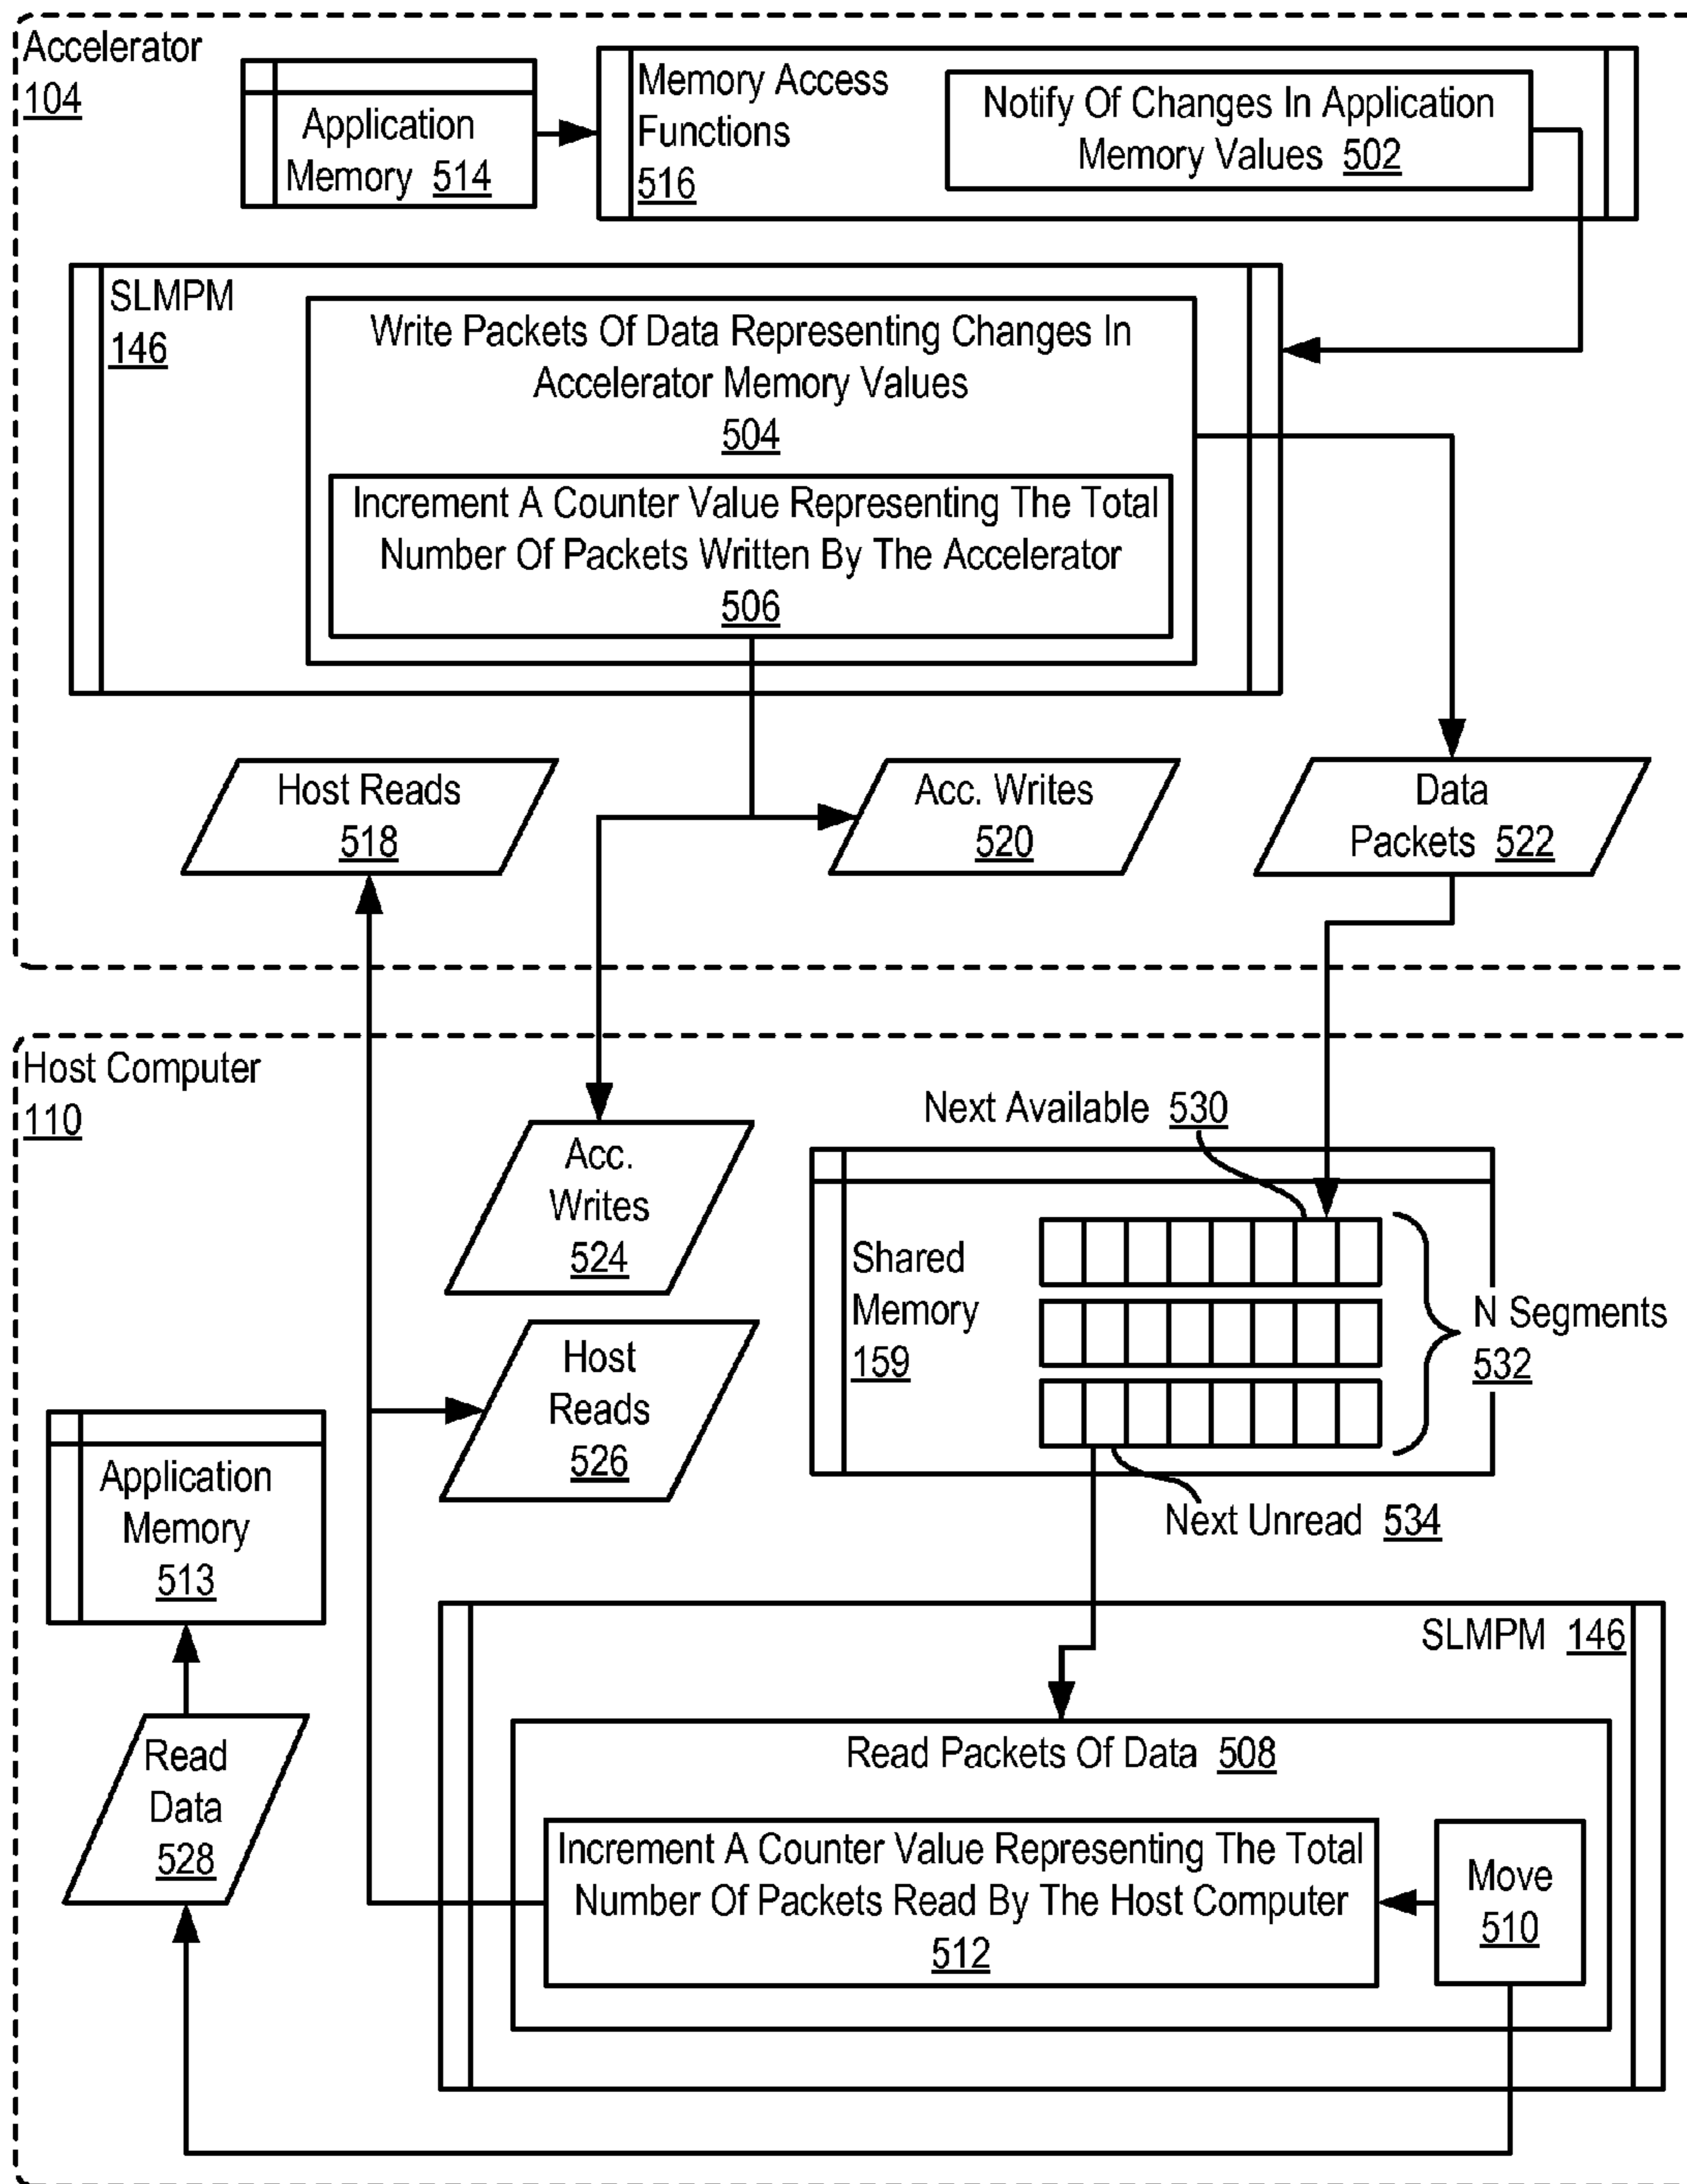 Accelerator
104
Application
Memory 514
Memory Access
Functions
516
Notify Of Changes In Application
Memory Values 502
SLMPM
146
Write Packets Of Data Representing Changes In
Accelerator Memory Values
504
Increment A Counter Value Representing The Total
Number Of Packets Written By The Accelerator
506
Host Reads
518
Acc. Writes
520
Data
Packets 522
Host Computer
110
Acc.
Writes
524
Next Available 530
Shared
Memory
159
N Segments
532
Host
Reads
526
Next Unread 534
Application
Memory
513
SLMPM 146
Read Packets Of Data 508
Read
Data
528
Increment A Counter Value Representing The Total
Number Of Packets Read By The Host Computer
512
Move
510